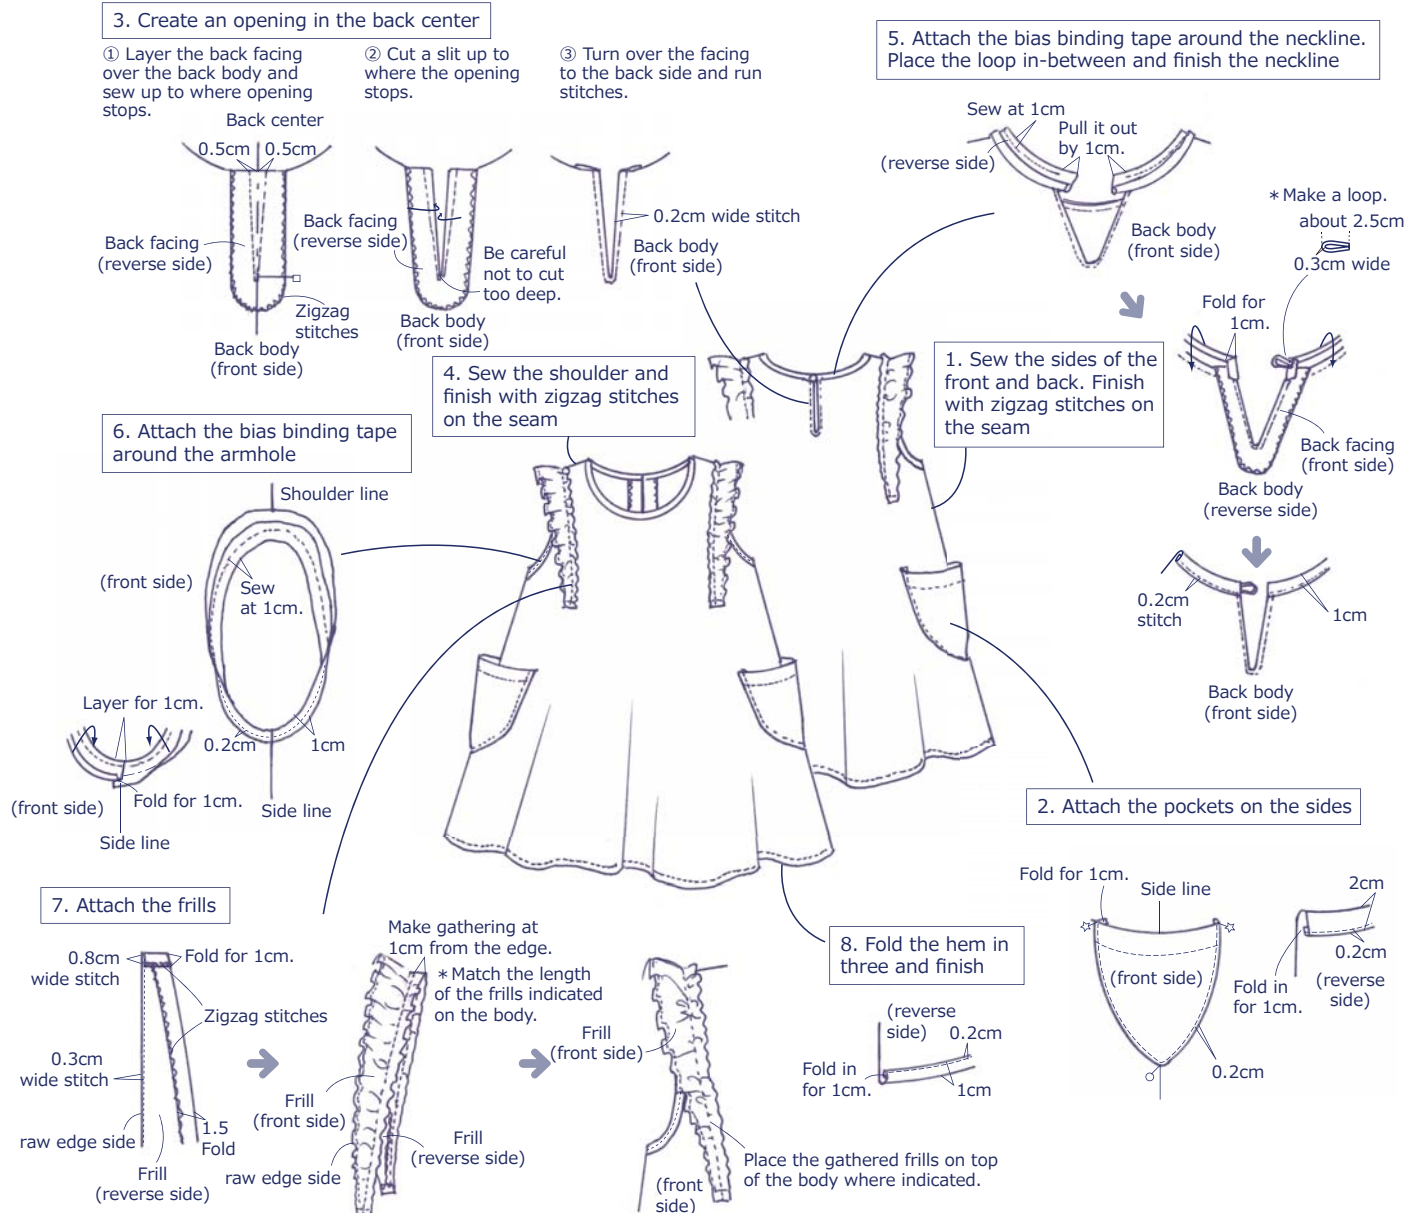 3. Create an opening in the back center
① Layer the back facing
over the back body and
sew up to where opening
stops.
Back center
0.5cm
0.5cm
Back facing
(reverse side)
Zigzag
stitches
Back body
(front side)
② Cut a slit up to
where the opening
stops.
Back facing
(reverse side)
Be careful
not to cut
too deep.
Back body
(front side)
③ Turn over the facing
to the back side and run
stitches.
0.2cm wide stitch
Back body
(front side)
5. Attach the bias binding tape around the neckline.
Place the loop in-between and finish the neckline
Sew at 1cm
(reverse side)
Pull it out
by 1cm.
Back body
(front side)
*Make a loop.
about 2.5cm
0.3cm wide
Fold for
1cm.
Back facing
(front side)
Back body
(reverse side)
0.2cm
stitch
1cm
Back body
(front side)
4. Sew the shoulder and
finish with zigzag stitches
on the seam
1. Sew the sides of the
front and back. Finish
with zigzag stitches on
the seam
6. Attach the bias binding tape
around the armhole
Shoulder line
(front side)
Sew
at 1cm.
Layer for 1cm.
0.2cm
1cm
(front side)
Fold for 1cm.
Side line
Side line
2. Attach the pockets on the sides
Fold for 1cm.
Side line
(front side)
0.2cm
2cm
0.2cm
Fold in
for 1cm.
(reverse
side)
7. Attach the frills
0.8cm
wide stitch
Fold for 1cm.
Zigzag stitches
0.3cm
wide stitch
raw edge side
1.5
Fold
Frill
(reverse side)
Make gathering at
1cm from the edge.
*Match the length
of the frills indicated
on the body.
Frill
(front side)
Frill
(reverse side)
raw edge side
Frill
(front side)
Place the gathered frills on top
of the body where indicated.
(front
side)
8. Fold the hem in
three and finish
(reverse
side)
0.2cm
Fold in
for 1cm.
1cm